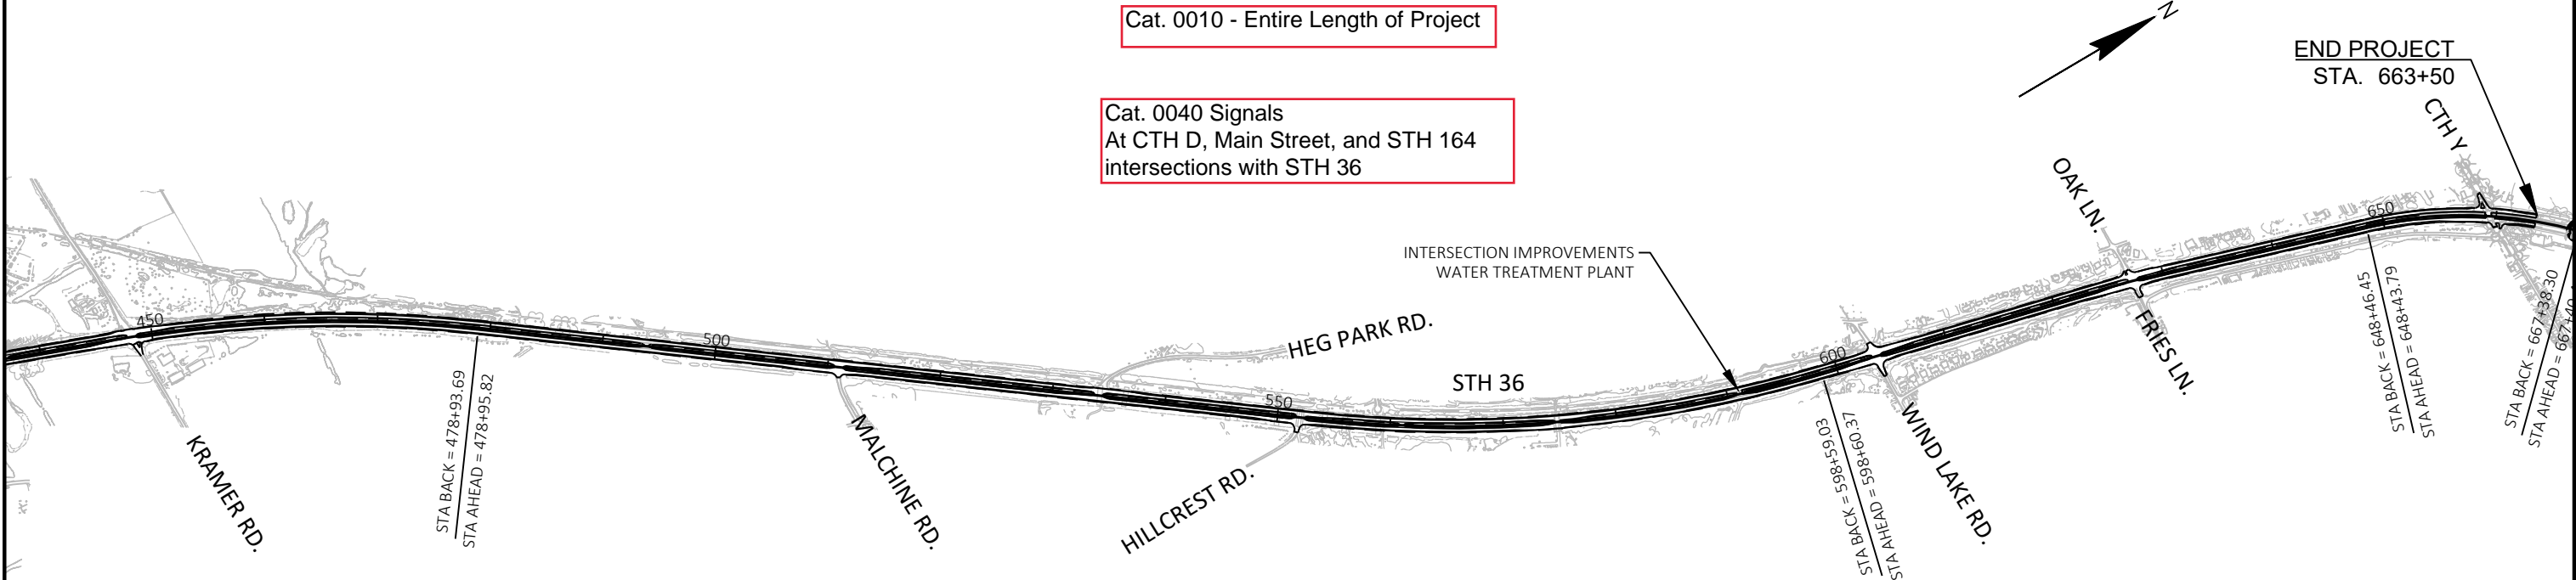 Cat. 0010 - Entire Length of Project
N
END PROJECT
STA. 663+50
Cat. 0040 Signals
At CTH D, Main Street, and STH 164
intersections with STH 36
CTH Y
OAK LN.
INTERSECTION IMPROVEMENTS
WATER TREATMENT PLANT
450
500
550
600
650
HEG PARK RD.
STH 36
KRAMER RD.
STA BACK = 478+93.69
STA AHEAD = 478+95.82
MALCHINE RD.
HILLCREST RD.
STA BACK = 598+59.03
STA AHEAD = 598+60.37
WIND LAKE RD.
FRIES LN.
STA BACK = 648+46.45
STA AHEAD = 648+43.79
STA BACK = 667+38.30
STA AHEAD =